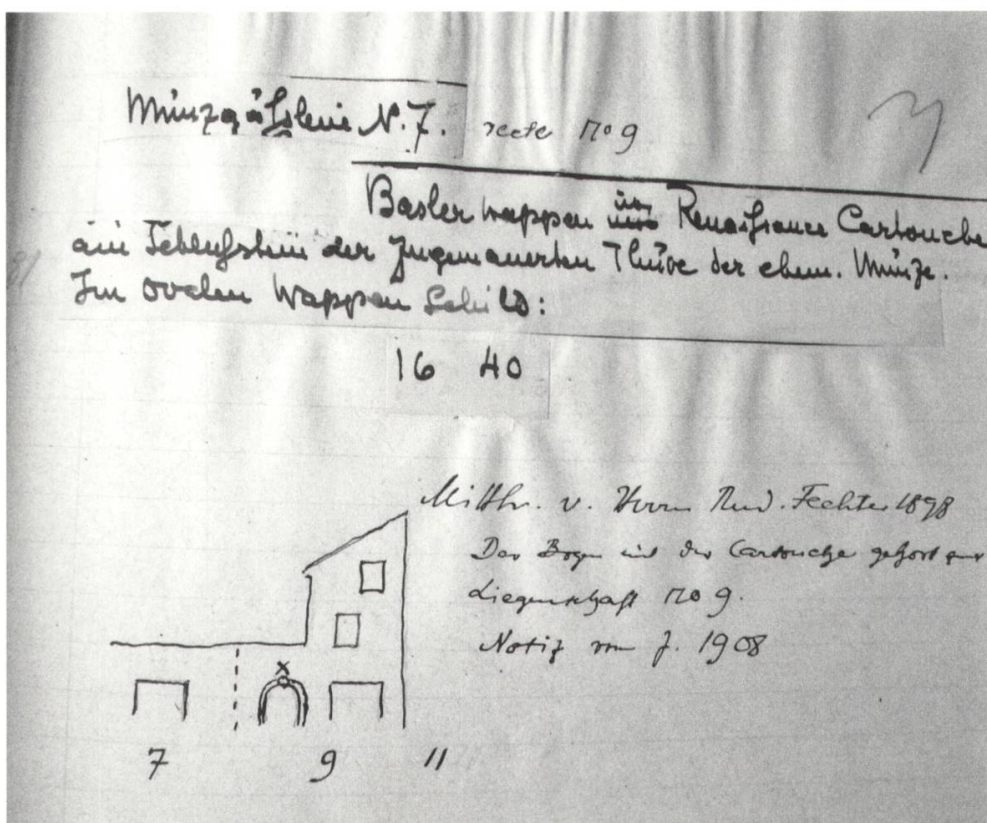 Münzgässlein N. 7. recte No 9
Basler wappen in Renaissance Cartouche
am Schlussstein der zugemauerten Thüre der ehem. Münze.
Im ovalen Wappen Schild:
16 40
Mitthr. v. Herrn Rud. Fechter 1898
Der Bogen mit der Cartouche gehört zur
Liegenschaft No 9.
Notiz vom J. 1908
x
7 9 11